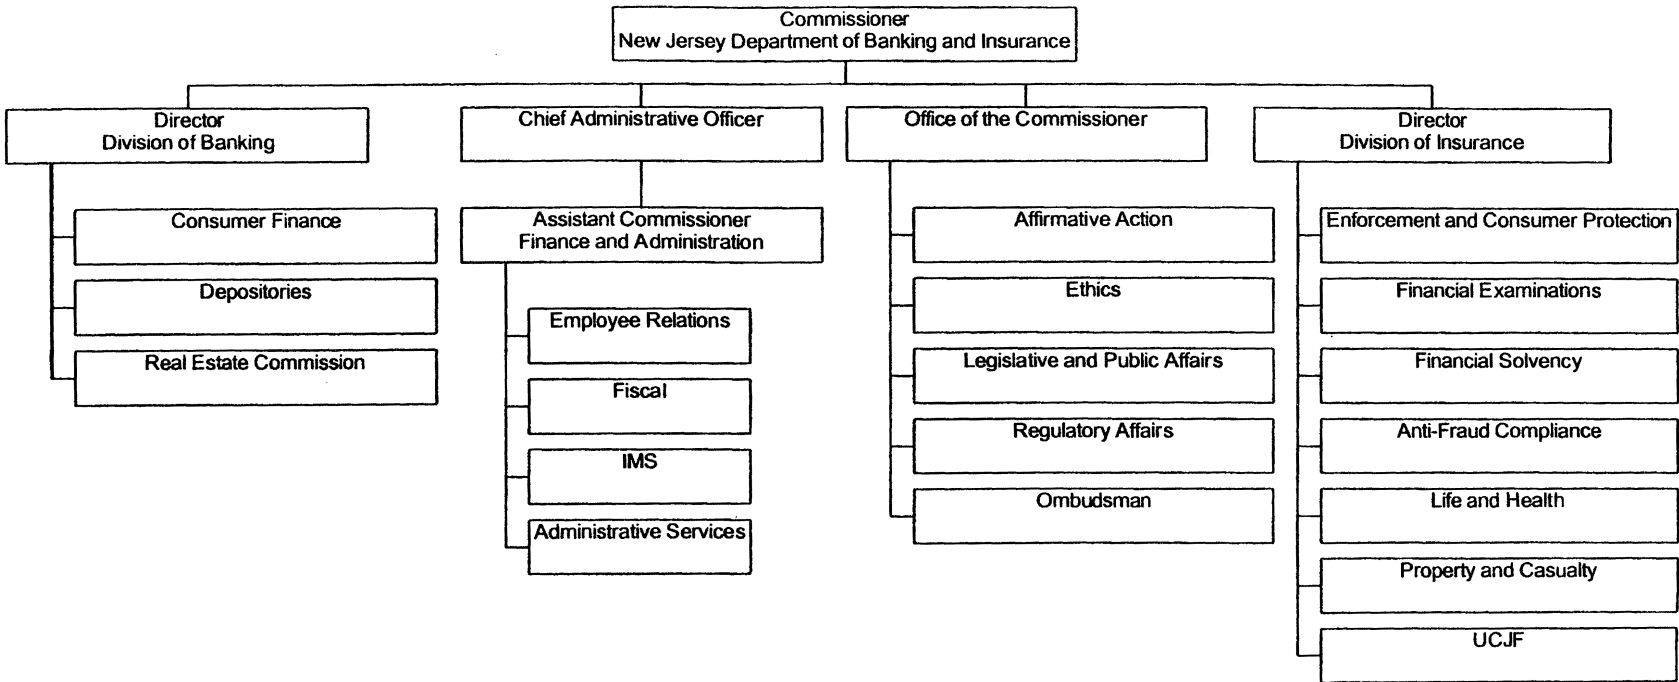 Commissioner
New Jersey Department of Banking and Insurance
Director
Division of Banking
Chief Administrative Officer
Office of the Commissioner
Director
Division of Insurance
Consumer Finance
Depositories
Real Estate Commission
Assistant Commissioner
Finance and Administration
Employee Relations
Fiscal
IMS
Administrative Services
Affirmative Action
Ethics
Legislative and Public Affairs
Regulatory Affairs
Ombudsman
Enforcement and Consumer Protection
Financial Examinations
Financial Solvency
Anti-Fraud Compliance
Life and Health
Property and Casualty
UCJF